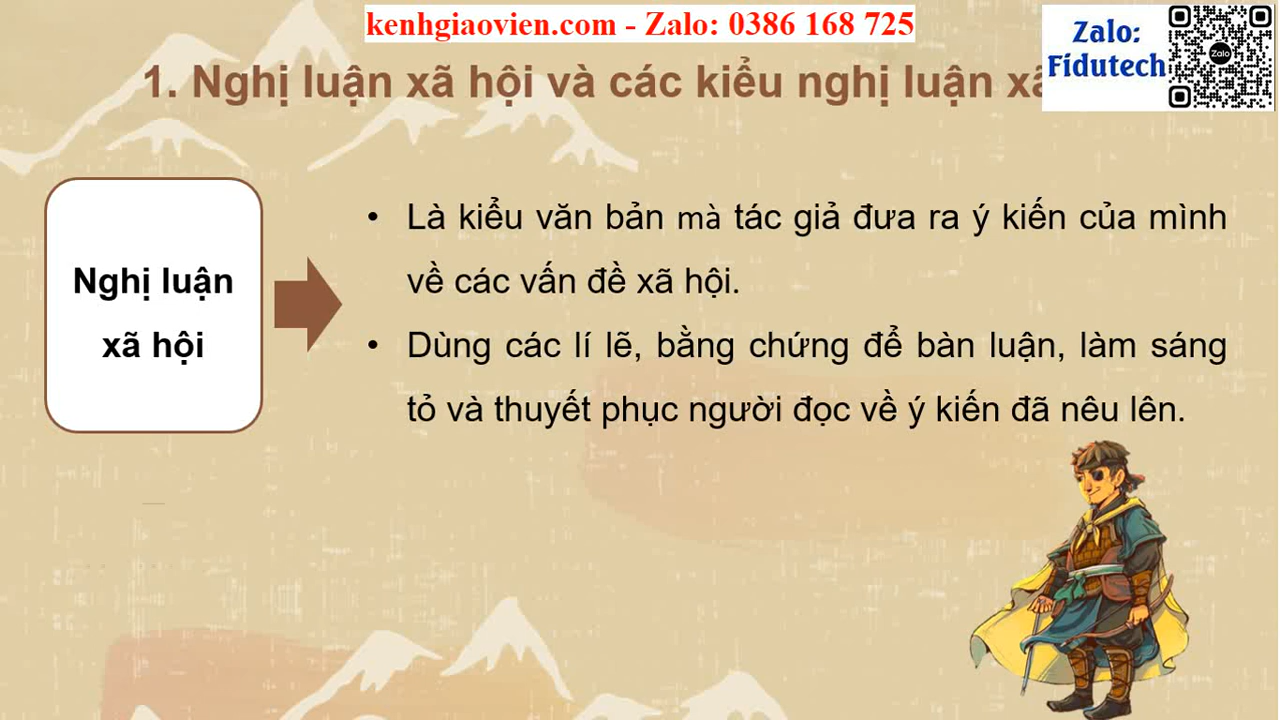 kenhgiaovien.com - Zalo: 0386 168 725
Zalo:
Fidutech
Zalo
1. Nghị luận xã hội và các kiểu nghị luận xã
Nghị luận
xã hội
• Là kiểu văn bản mà tác giả đưa ra ý kiến của mình
về các vấn đề xã hội.
• Dùng các lí lẽ, bằng chứng để bàn luận, làm sáng
tỏ và thuyết phục người đọc về ý kiến đã nêu lên.